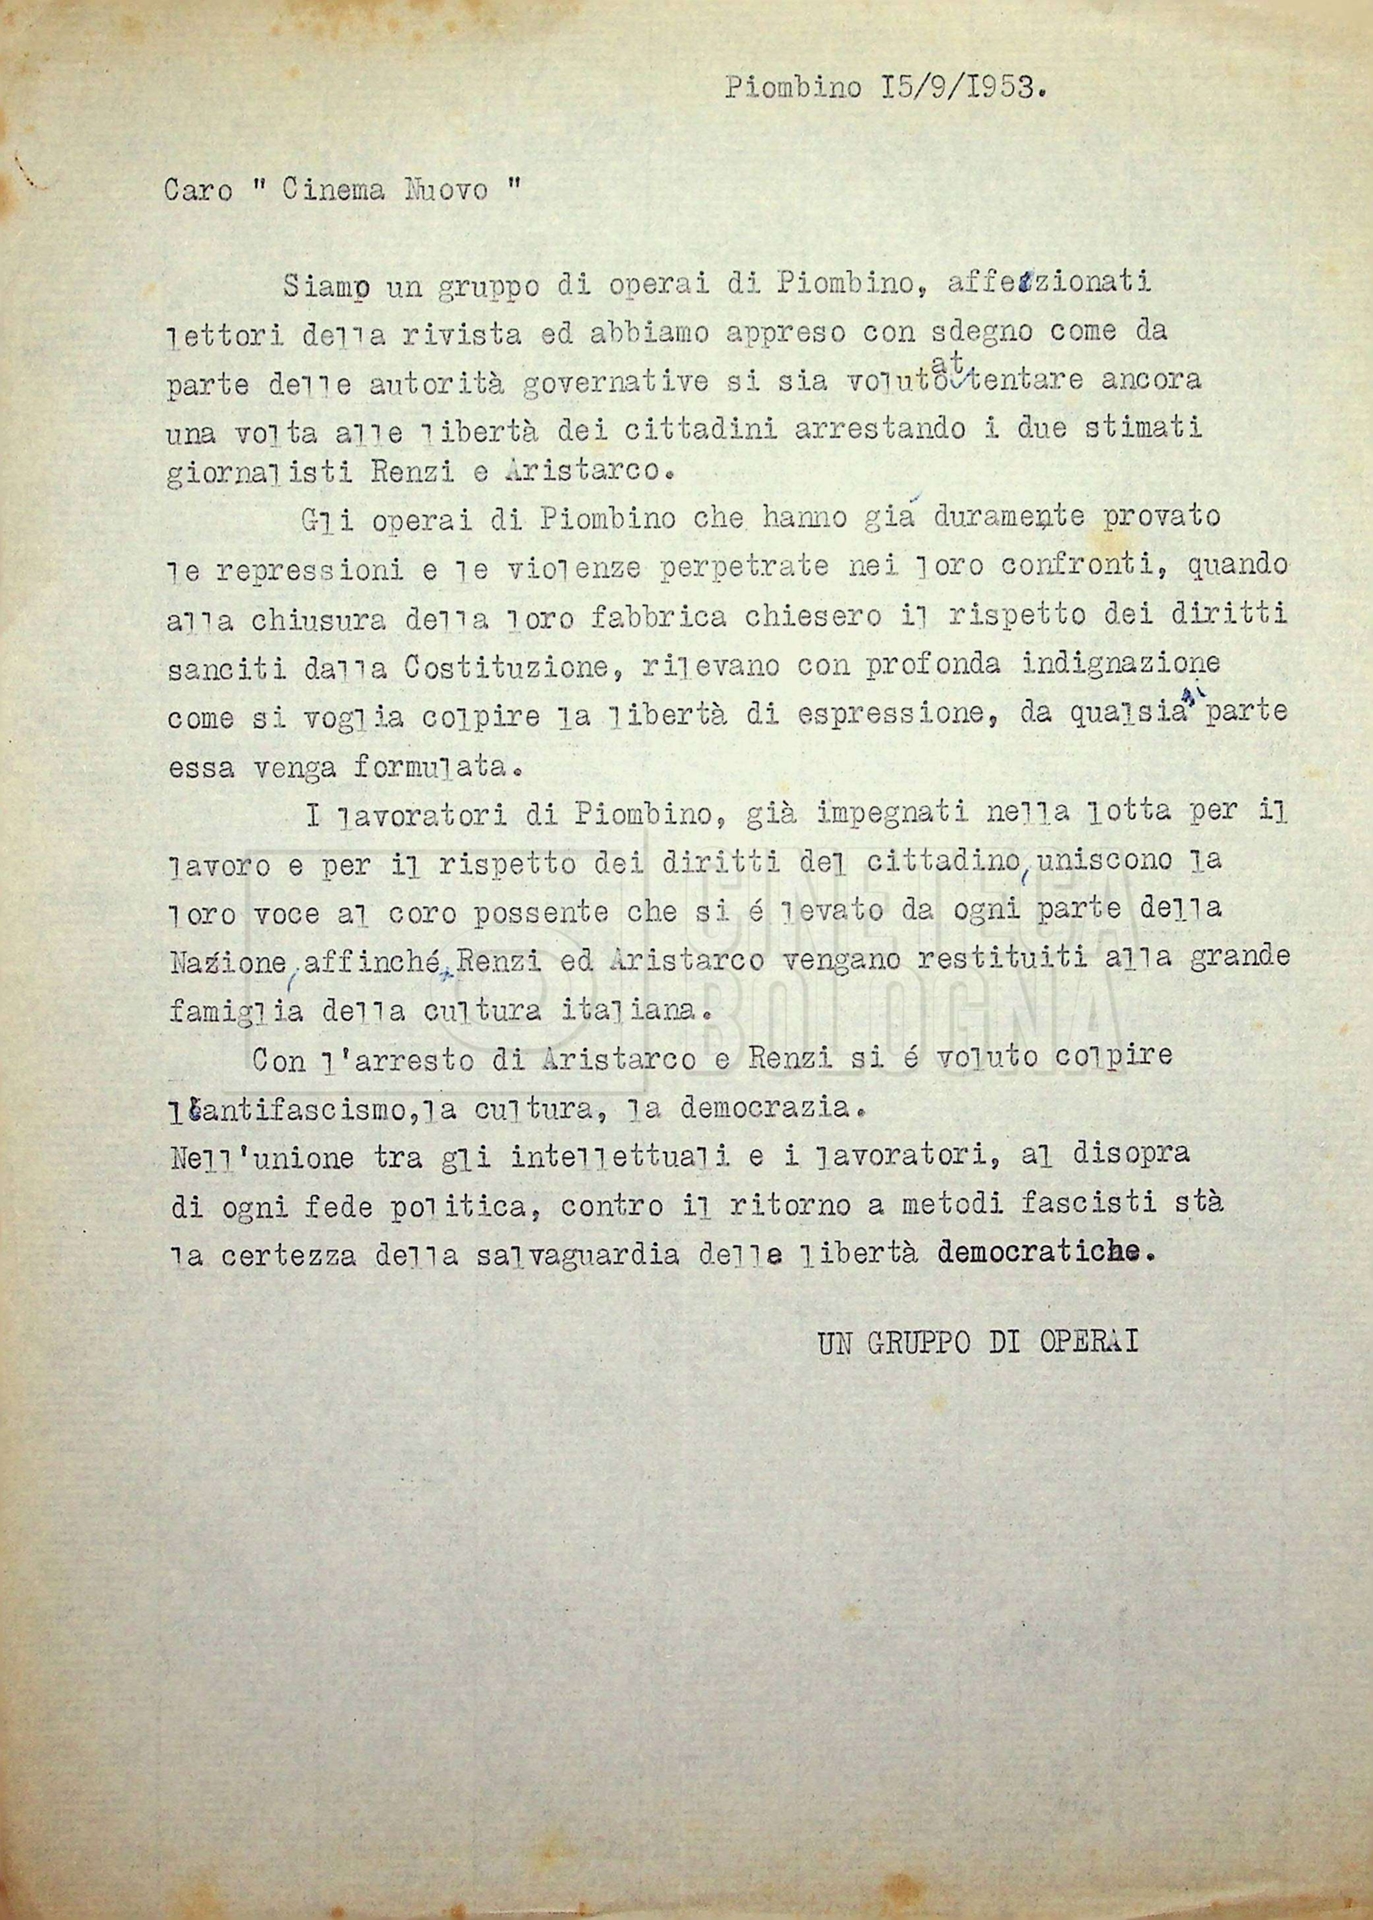 Piombino I5/9/I953.
Caro " Cinema Nuovo "
Siamo un gruppo di operai di Piombino, affezionati
lettori della rivista ed abbiamo appreso con sdegno come da
parte delle autorità governative si sia voluto attentare ancora
una volta alle libertà dei cittadini arrestando i due stimati
giornalisti Renzi e Aristarco.
Gli operai di Piombino che hanno già duramente provato
le repressioni e le violenze perpetrate nei loro confronti, quando
alla chiusura della loro fabbrica chiesero il rispetto dei diritti
sanciti dalla Costituzione, rilevano con profonda indignazione
come si voglia colpire la libertà di espressione, da qualsiasi parte
essa venga formulata.
I lavoratori di Piombino, già impegnati nella lotta per il
lavoro e per il rispetto dei diritti del cittadino, uniscono la
loro voce al coro possente che si é levato da ogni parte della
Nazione, affinché Renzi ed Aristarco vengano restituiti alla grande
famiglia della cultura italiana.
Con l'arresto di Aristarco e Renzi si é voluto colpire
l'antifascismo,la cultura, la democrazia.
Nell'unione tra gli intellettuali e i lavoratori, al disopra
di ogni fede politica, contro il ritorno a metodi fascisti stà
la certezza della salvaguardia delle libertà democratiche.
UN GRUPPO DI OPERAI
CINETECA
BOLOGNA